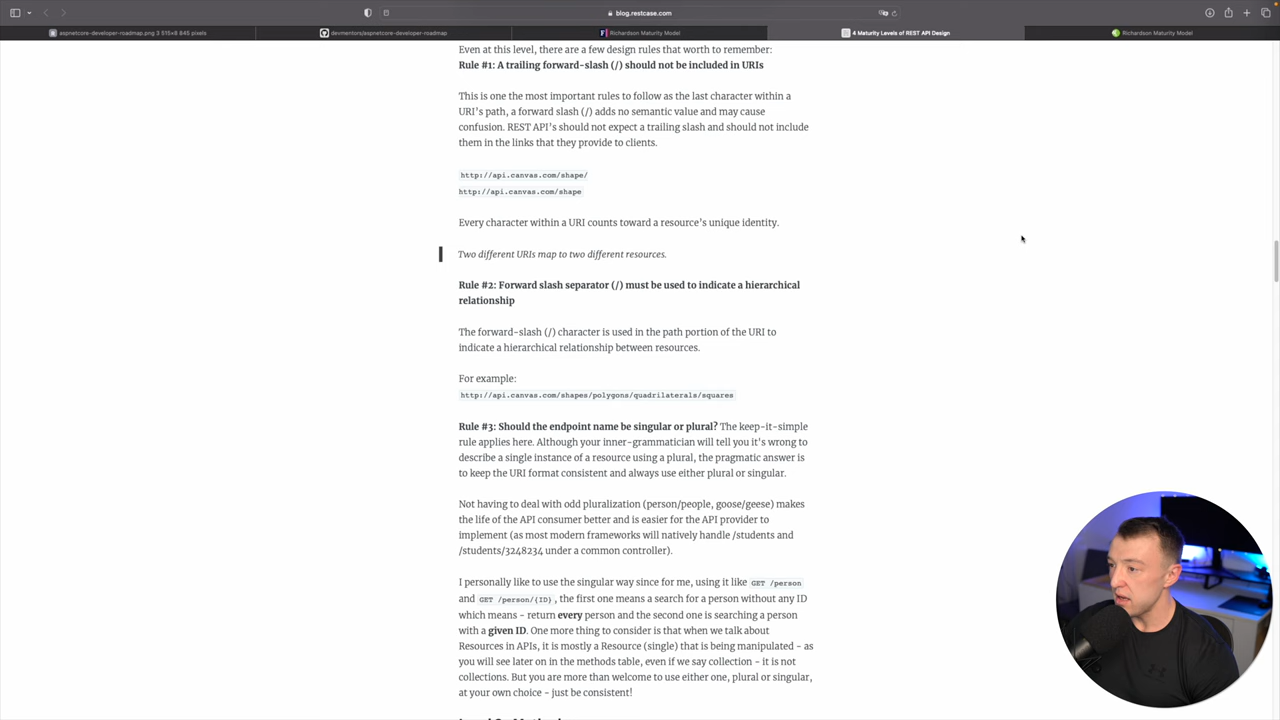 blog.restcase.com
aspnetcore-developer-roadmap.png 3 515×8 645 pixels
devmentors/aspnetcore-developer-roadmap
Richardson Maturity Model
4 Maturity Levels of REST API Design
Richardson Maturity Model
Even at this level, there are a few design rules that worth to remember:
Rule #1: A trailing forward-slash (/) should not be included in URIs
This is one the most important rules to follow as the last character within a
URI's path, a forward slash (/) adds no semantic value and may cause
confusion. REST API's should not expect a trailing slash and should not include
them in the links that they provide to clients.
http://api.canvas.com/shape/
http://api.canvas.com/shape
Every character within a URI counts toward a resource's unique identity.
Two different URIs map to two different resources.
Rule #2: Forward slash separator (/) must be used to indicate a hierarchical
relationship
The forward-slash (/) character is used in the path portion of the URI to
indicate a hierarchical relationship between resources.
For example:
http://api.canvas.com/shapes/polygons/quadrilaterals/squares
Rule #3: Should the endpoint name be singular or plural? The keep-it-simple
rule applies here. Although your inner-grammatician will tell you it's wrong to
describe a single instance of a resource using a plural, the pragmatic answer is
to keep the URI format consistent and always use either plural or singular.
Not having to deal with odd pluralization (person/people, goose/geese) makes
the life of the API consumer better and is easier for the API provider to
implement (as most modern frameworks will natively handle /students and
/students/3248234 under a common controller).
I personally like to use the singular way since for me, using it like GET /person
and GET /person/{ID}, the first one means a search for a person without any ID
which means - return every person and the second one is searching a person
with a given ID. One more thing to consider is that when we talk about
Resources in APIs, it is mostly a Resource (single) that is being manipulated - as
you will see later on in the methods table, even if we say collection - it is not
collections. But you are more than welcome to use either one, plural or singular,
at your own choice - just be consistent!